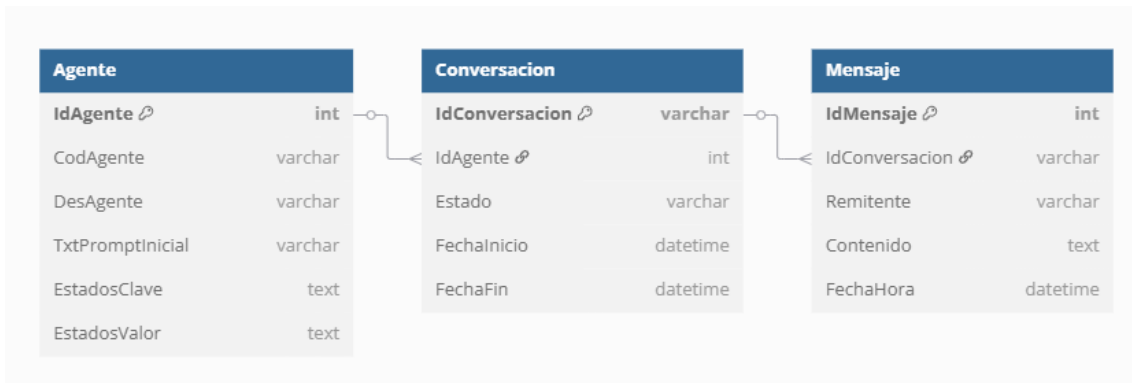 Agente
IdAgente int
CodAgente varchar
DesAgente varchar
TxtPromptInicial varchar
EstadosClave text
EstadosValor text
Conversacion
IdConversacion varchar
IdAgente int
Estado varchar
FechaInicio datetime
FechaFin datetime
Mensaje
IdMensaje int
IdConversacion varchar
Remitente varchar
Contenido text
FechaHora datetime